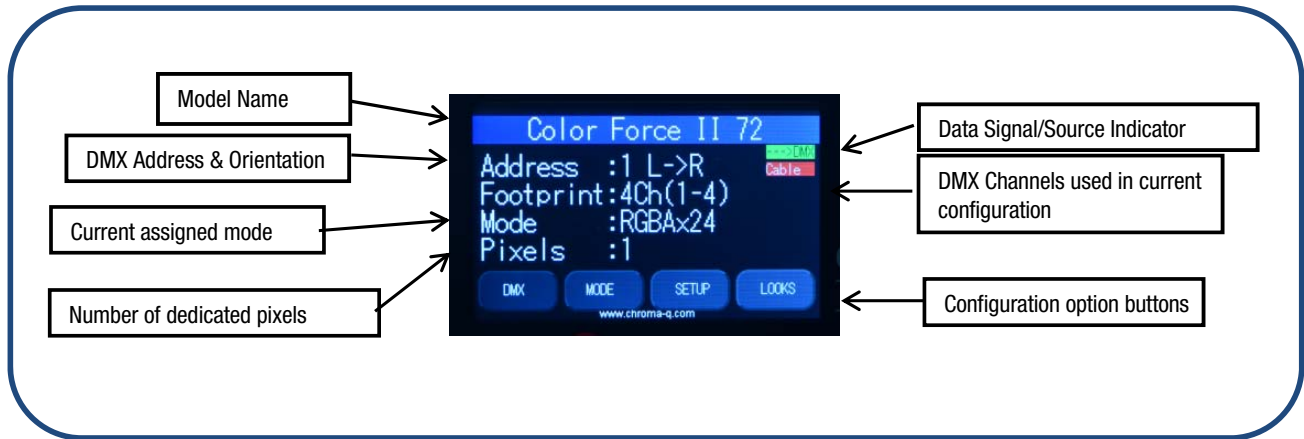 Model Name
DMX Address & Orientation
Current assigned mode
Number of dedicated pixels
Color Force II 72
Address :1 L->R
Footprint:4Ch(1-4)
Mode :RGBAx24
Pixels :1
--->DMX
Cable
DMX MODE SETUP LOOKS
www.chroma-q.com
Data Signal/Source Indicator
DMX Channels used in current
configuration
Configuration option buttons